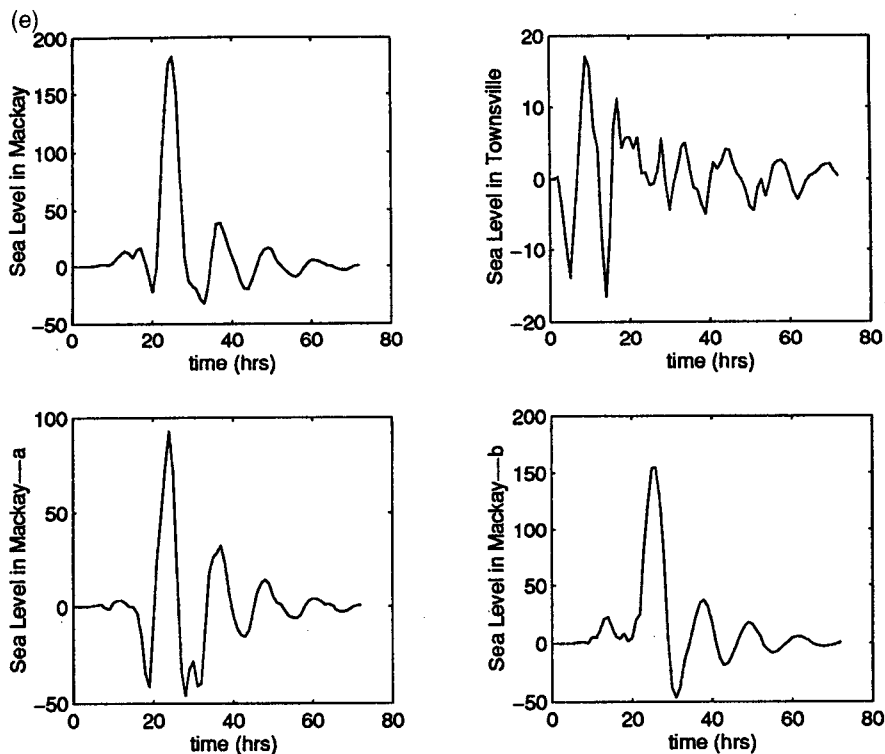 (e)
200
150
100
50
0
−50
Sea Level in Mackay
0 20 40 60 80
time (hrs)
20
10
0
−10
−20
Sea Level in Townsville
0 20 40 60 80
time (hrs)
100
50
0
−50
Sea Level in Mackay—a
0 20 40 60 80
time (hrs)
200
150
100
50
0
−50
Sea Level in Mackay—b
0 20 40 60 80
time (hrs)